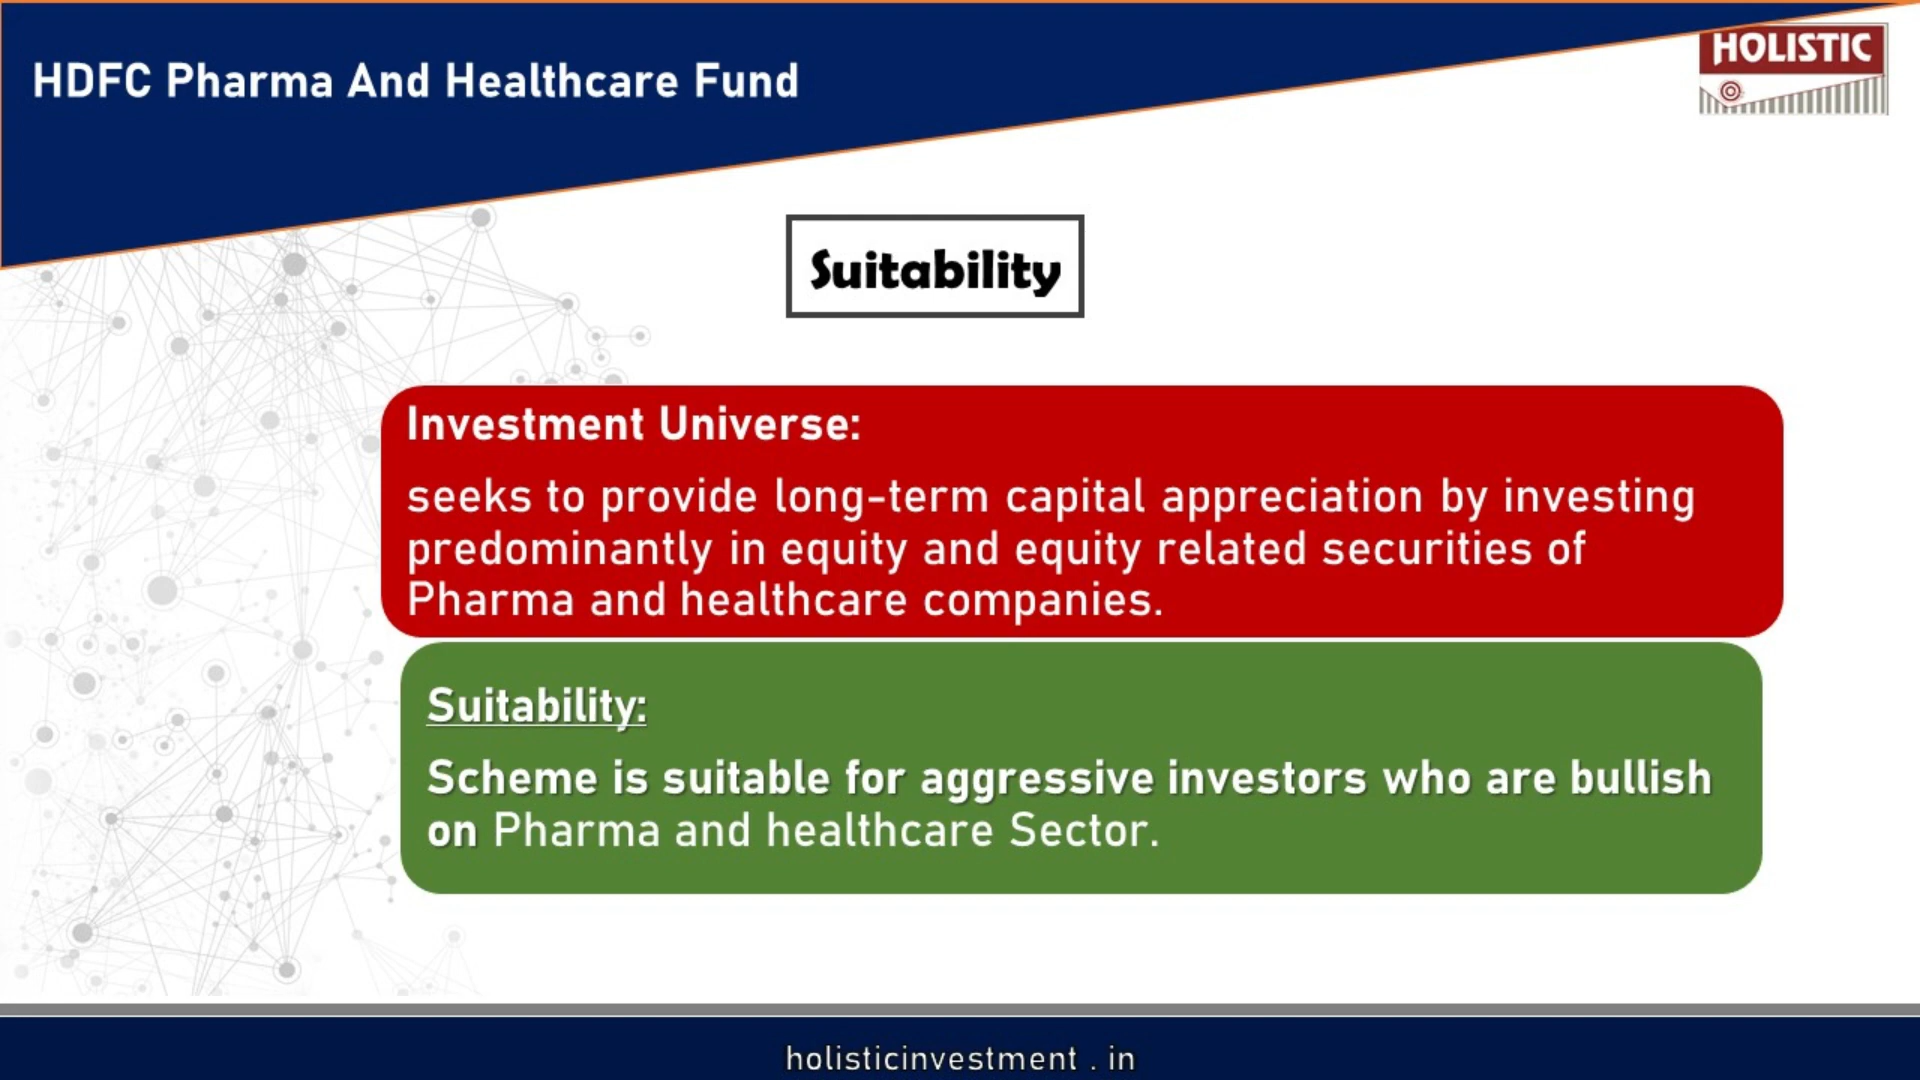 HDFC Pharma And Healthcare Fund
HOLISTIC
Suitability
Investment Universe:
seeks to provide long-term capital appreciation by investing
predominantly in equity and equity related securities of
Pharma and healthcare companies.
Suitability:
Scheme is suitable for aggressive investors who are bullish
on Pharma and healthcare Sector.
holisticinvestment . in